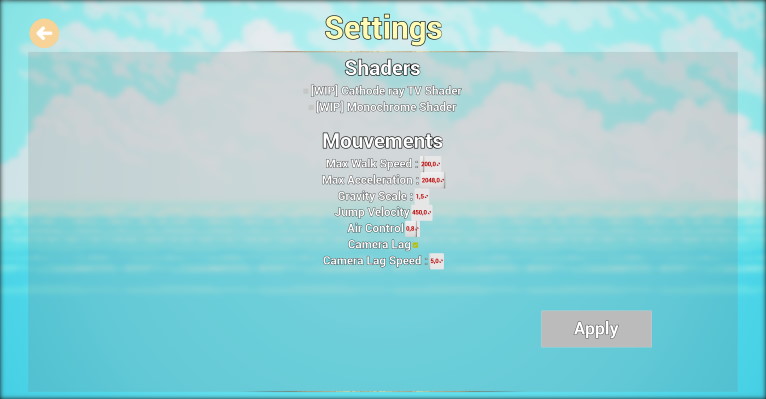 Settings
Shaders
[WIP] Cathode ray TV Shader
[WIP] Monochrome Shader
Mouvements
Max Walk Speed : 200,0
Max Acceleration : 2048,0
Gravity Scale : 1,5
Jump Velocity 450,0
Air Control 0,8
Camera Lag
Camera Lag Speed : 5,0
Apply